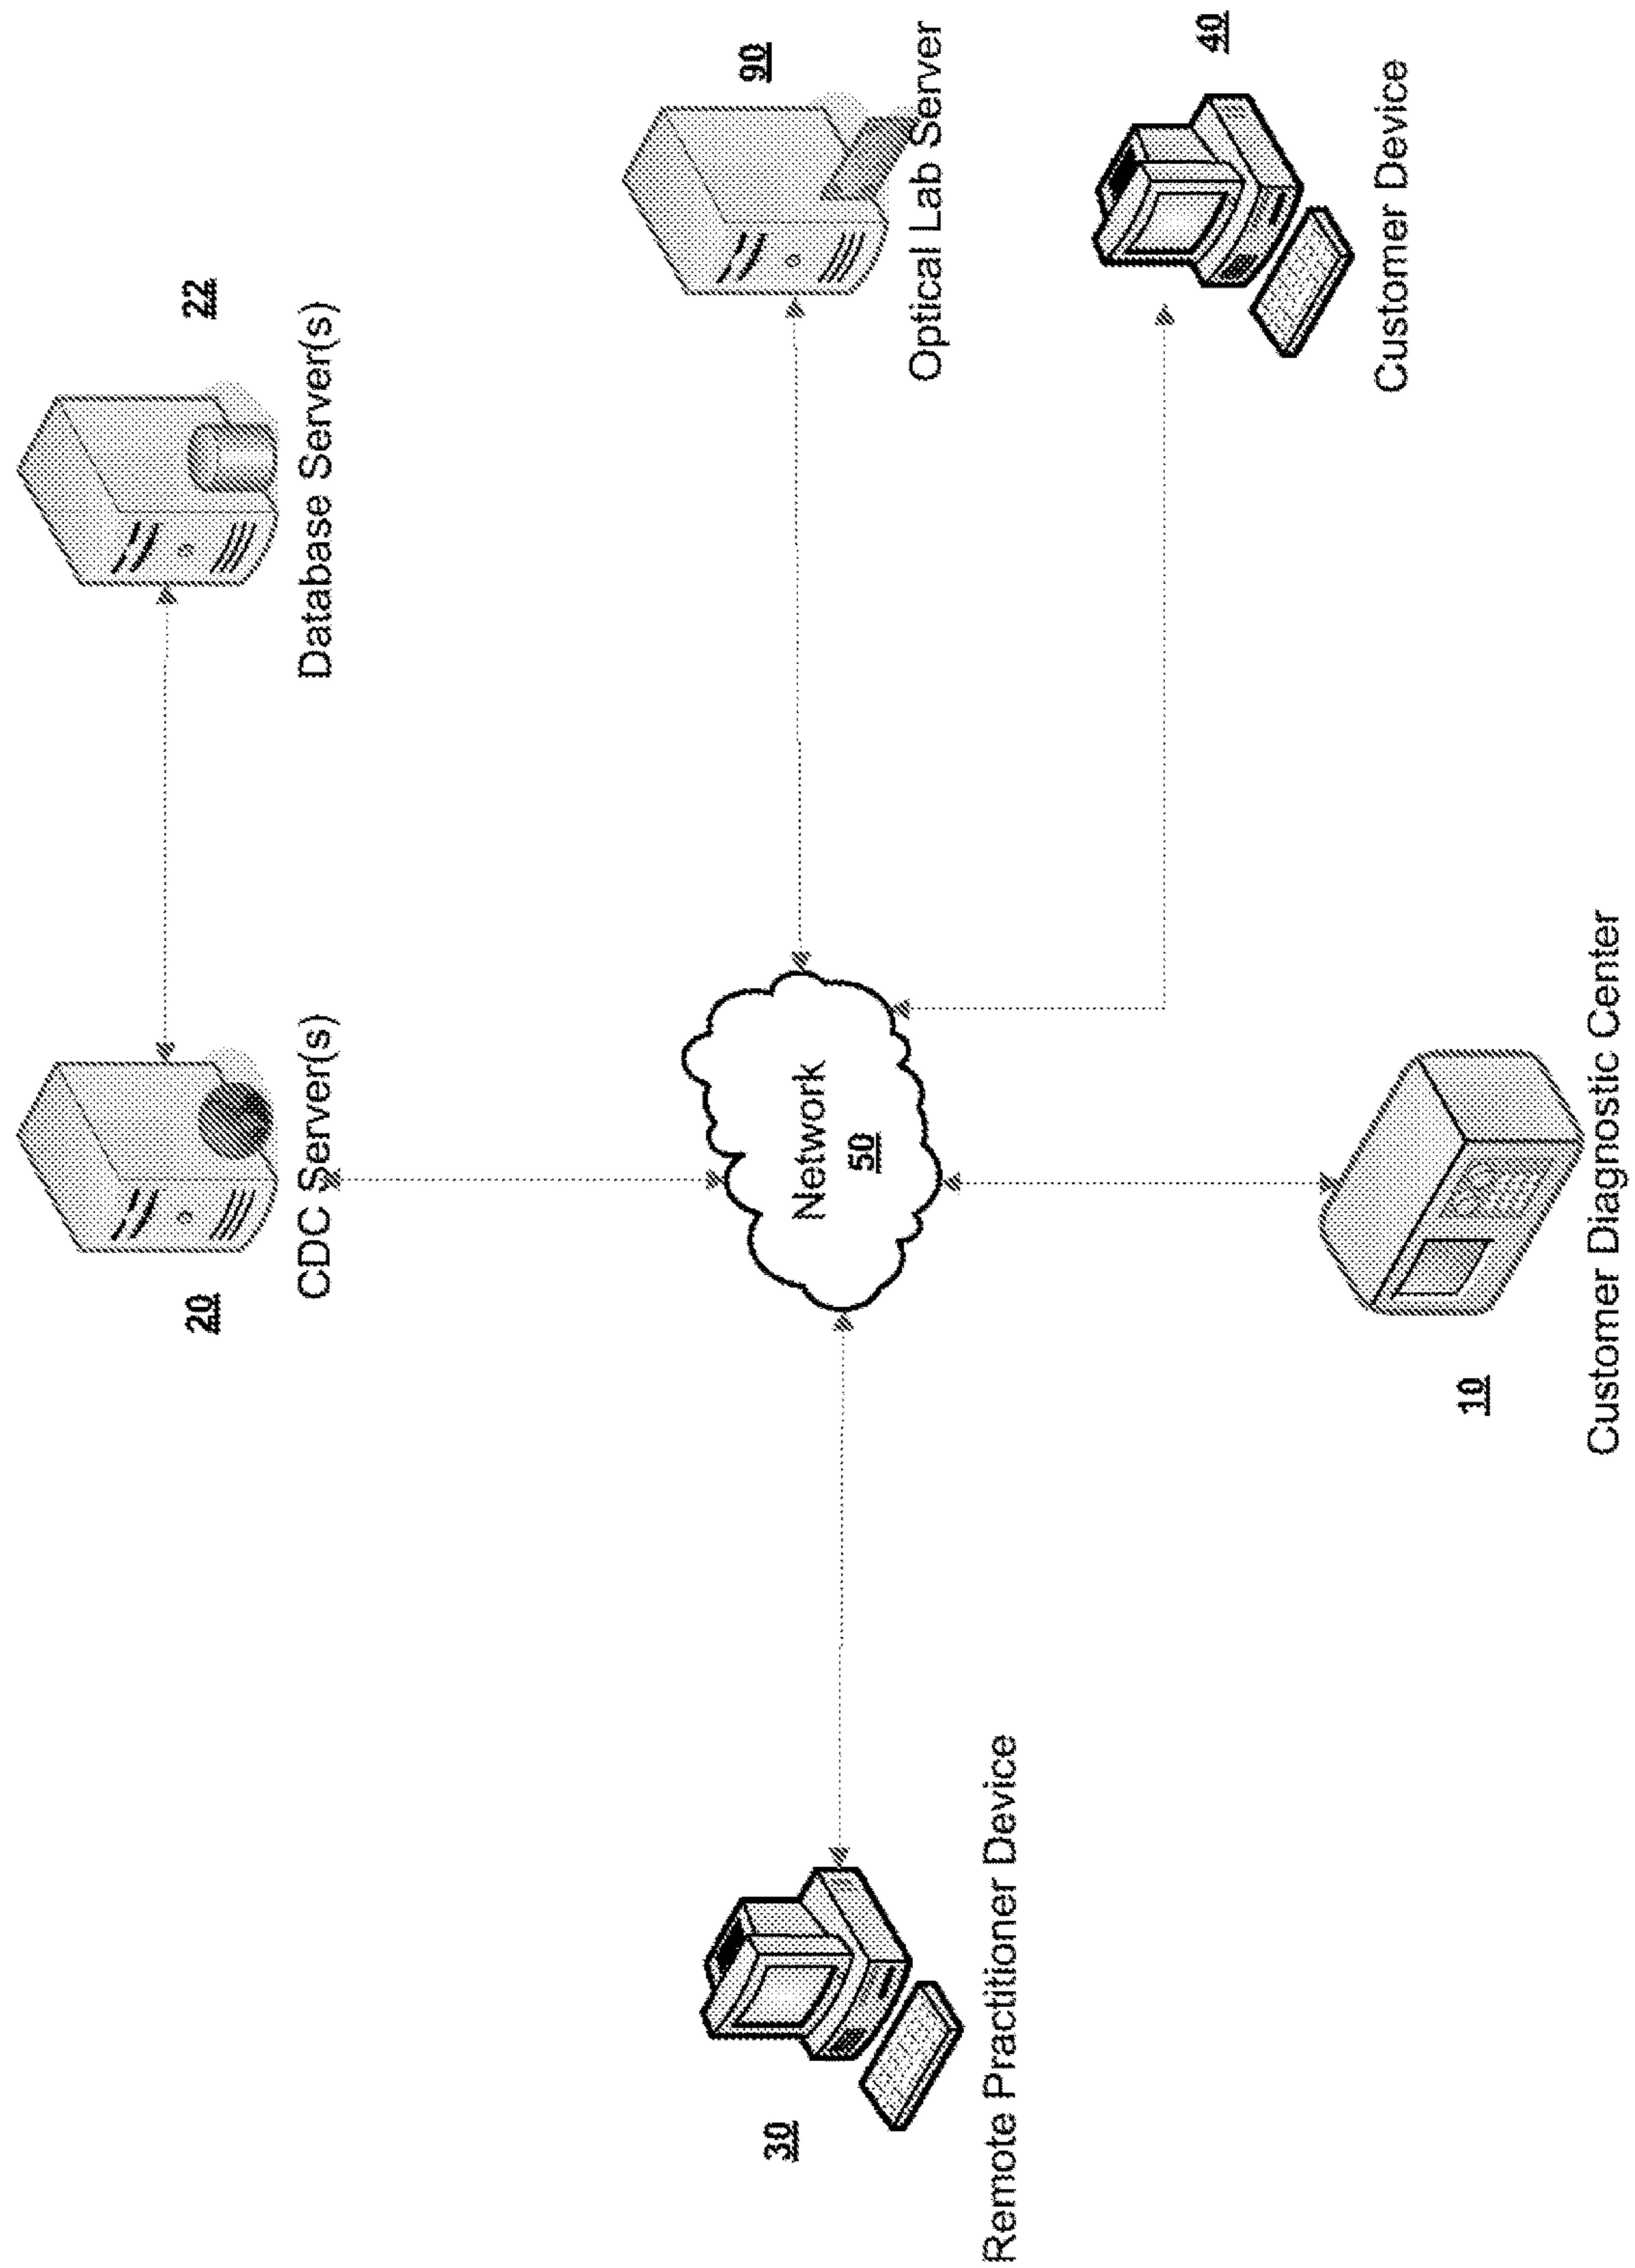 20
CDC Server(s)
22
Database Server(s)
30
Remote Practitioner Device
Network
50
90
Optical Lab Server
40
Customer Device
10
Customer Diagnostic Center